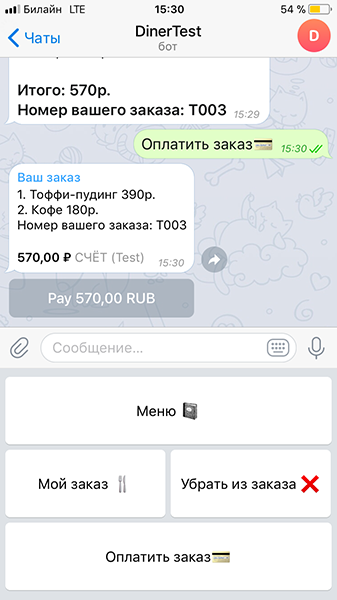 Билайн LTE 15:30 54 %
Чаты DinerTest D
бот
Итого: 570р.
Номер вашего заказа: Т003 15:29
Оплатить заказ💳 15:30
Ваш заказ
1. Тоффи-пудинг 390р.
2. Кофе 180р.
Номер вашего заказа: Т003
570,00 ₽ СЧЁТ (Test) 15:30
Pay 570,00 RUB
Сообщение...
Меню
Мой заказ 🍴 Убрать из заказа ❌
Оплатить заказ💳